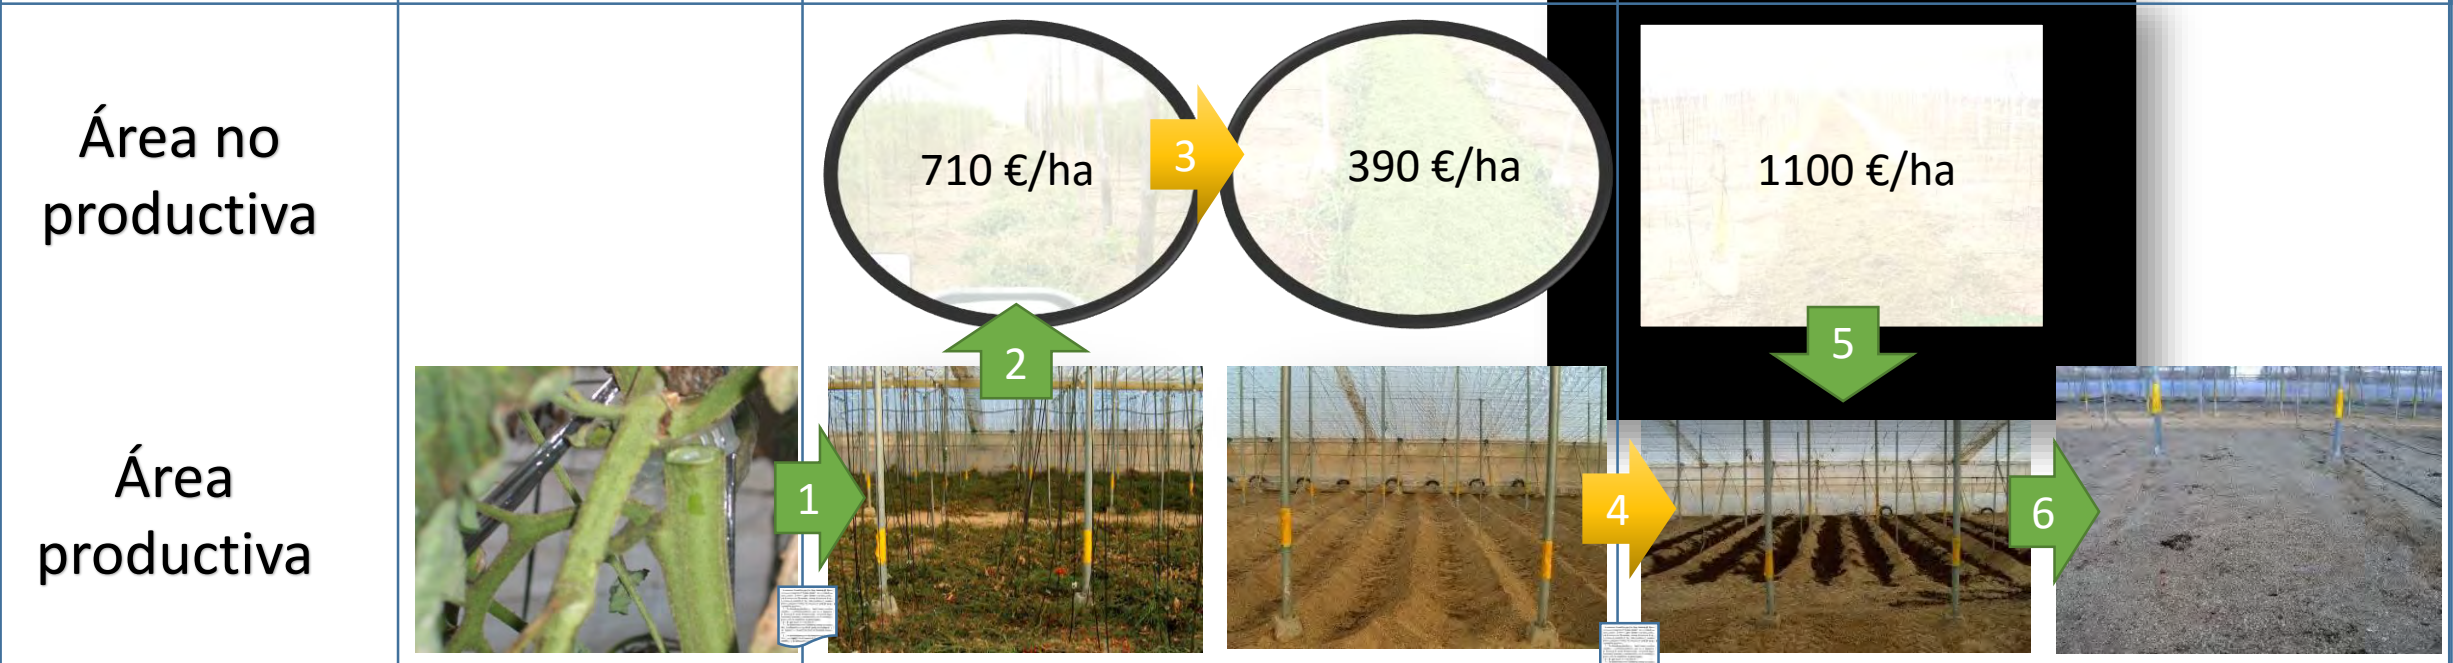 Área no
productiva
710 €/ha
3
390 €/ha
1100 €/ha
2
5
Área
productiva
1
4
6